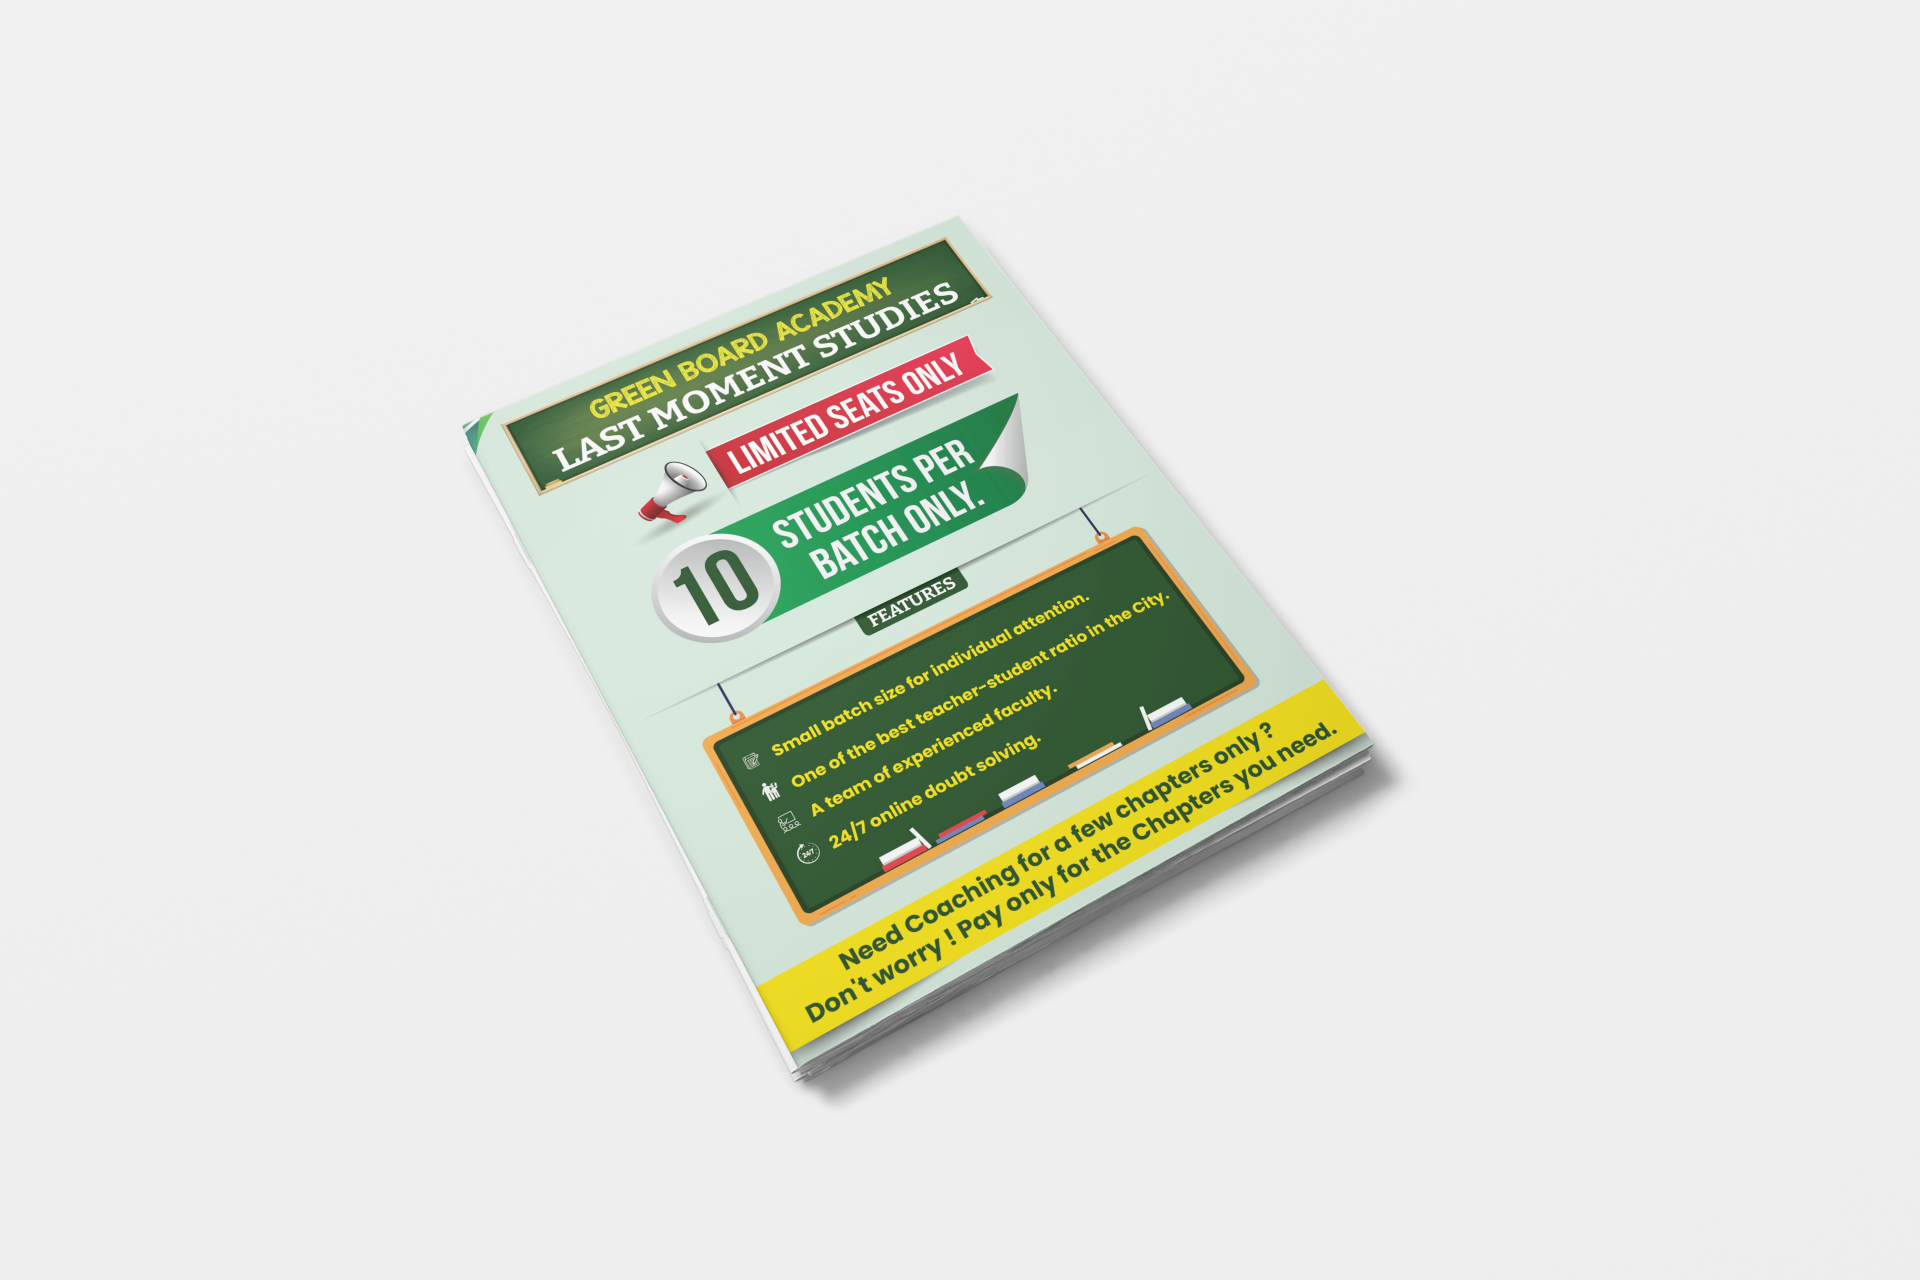 GREEN BOARD ACADEMY
LAST MOMENT STUDIES
LIMITED SEATS ONLY
10
STUDENTS PER
BATCH ONLY.
FEATURES
Small batch size for individual attention.
One of the best teacher-student ratio in the City.
A team of experienced faculty.
24/7
24/7 online doubt solving.
Need Coaching for a few chapters only ?
Don't worry ! Pay only for the Chapters you need.